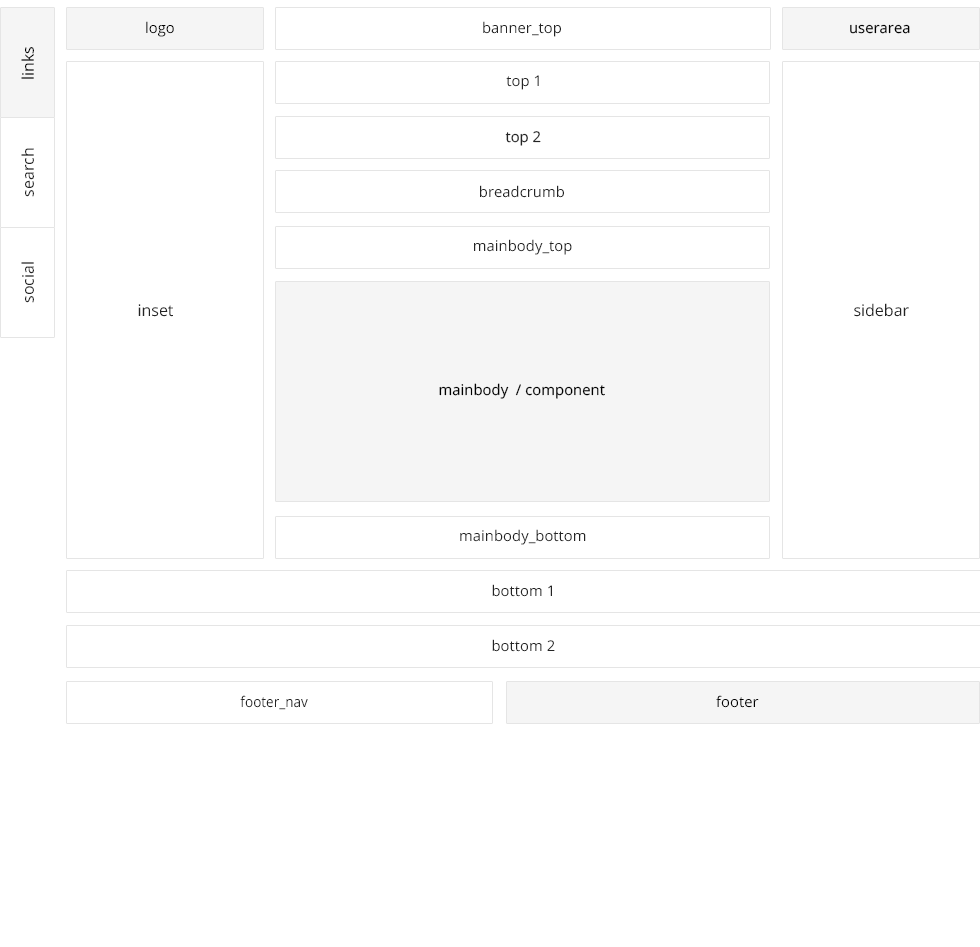 links
search
social
logo
banner_top
userarea
top 1
top 2
breadcrumb
mainbody_top
inset
mainbody / component
sidebar
mainbody_bottom
bottom 1
bottom 2
footer_nav
footer